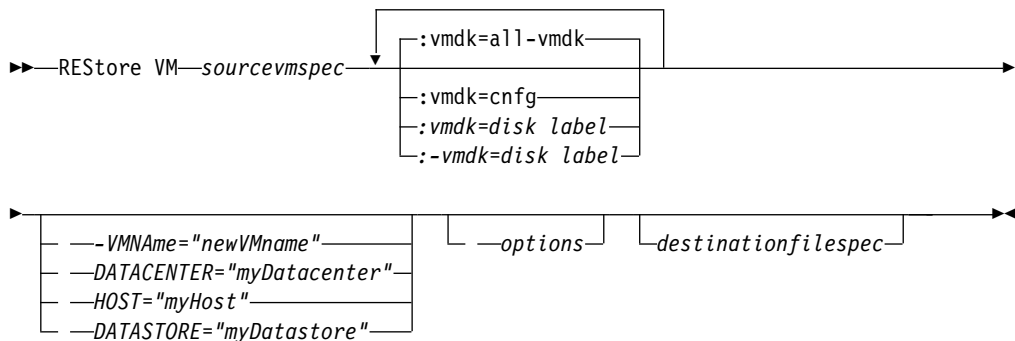 :vmdk=all-vmdk
REStore VM sourcevmspec
:vmdk=cnfg
:vmdk=disk label
:-vmdk=disk label
-VMNAme="newVMname"
DATACENTER="myDatacenter"
HOST="myHost"
DATASTORE="myDatastore"
options
destinationfilespec